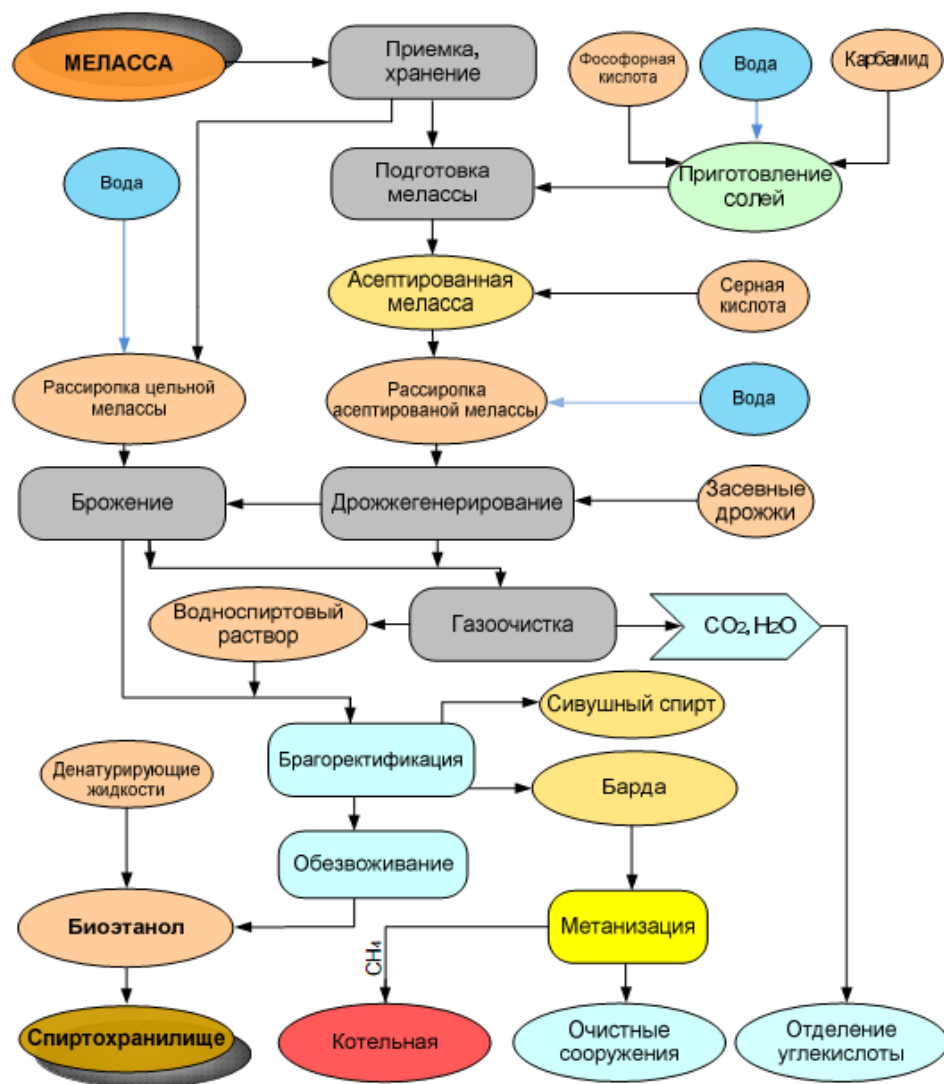 МЕЛАССА
Приемка,
хранение
Фософорная
кислота
Вода
Карбамид
Вода
Подготовка
мелассы
Приготовление
солей
Асептированная
меласса
Серная
кислота
Рассиропка цельной
мелассы
Рассиропка
асептированой мелассы
Вода
Брожение
Дрожжегенерирование
Засевные
дрожжи
Водноспиртовый
раствор
Газоочистка
CO₂, H₂O
Сивушный спирт
Брагоректификация
Денатурирующие
жидкости
Барда
Обезвоживание
Биоэтанол
Метанизация
CH₄
Спиртохранилище
Котельная
Очистные
сооружения
Отделение
углекислоты